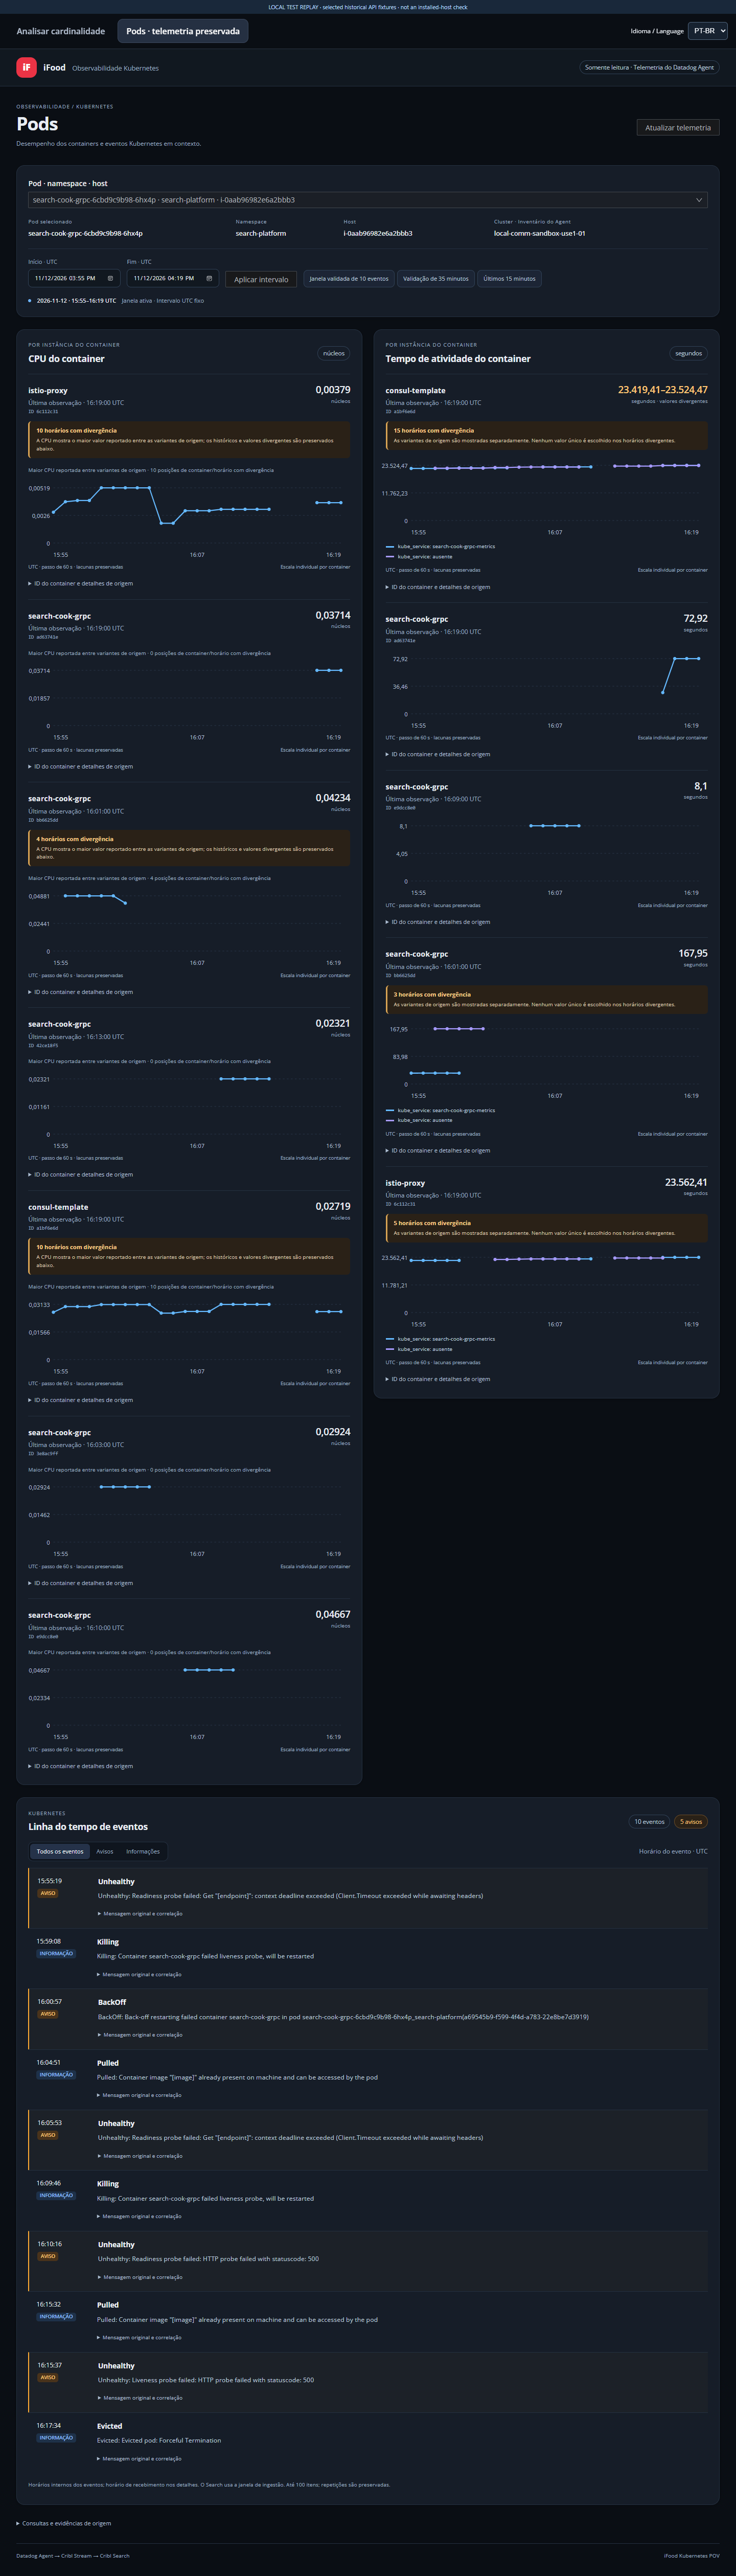 LOCAL TEST REPLAY · selected historical API fixtures · not an installed-host check
Analisar cardinalidade
Pods · telemetria preservada
Idioma / Language
PT-BR
iF
iFood
Observabilidade Kubernetes
Somente leitura · Telemetria do Datadog Agent
OBSERVABILIDADE / KUBERNETES
Pods
Desempenho dos containers e eventos Kubernetes em contexto.
Atualizar telemetria
Pod · namespace · host
search-cook-grpc-6cbd9c9b98-6hx4p · search-platform · i-0aab96982e6a2bbb3
Pod selecionado
search-cook-grpc-6cbd9c9b98-6hx4p
Namespace
search-platform
Host
i-0aab96982e6a2bbb3
Cluster · Inventário do Agent
local-comm-sandbox-use1-01
Início · UTC
11/12/2026 03:55 PM
Fim · UTC
11/12/2026 04:19 PM
Aplicar intervalo
Janela validada de 10 eventos
Validação de 35 minutos
Últimos 15 minutos
2026-11-12 · 15:55–16:19 UTC
Janela ativa · Intervalo UTC fixo
POR INSTÂNCIA DO CONTAINER
CPU do container
núcleos
istio-proxy
0,00379
Última observação · 16:19:00 UTC
núcleos
ID 6c112c31
10 horários com divergência
A CPU mostra o maior valor reportado entre as variantes de origem; os históricos e valores divergentes são preservados
abaixo.
Maior CPU reportada entre variantes de origem · 10 posições de container/horário com divergência
0,00519
0,0026
0
15:55
16:07
16:19
UTC · passo de 60 s · lacunas preservadas
Escala individual por container
ID do container e detalhes de origem
search-cook-grpc
0,03714
Última observação · 16:19:00 UTC
núcleos
ID ad63741e
Maior CPU reportada entre variantes de origem · 0 posições de container/horário com divergência
0,03714
0,01857
0
15:55
16:07
16:19
UTC · passo de 60 s · lacunas preservadas
Escala individual por container
ID do container e detalhes de origem
search-cook-grpc
0,04234
Última observação · 16:01:00 UTC
núcleos
4 horários com divergência
A CPU mostra o maior valor reportado entre as variantes de origem; os históricos e valores divergentes são preservados
abaixo.
Maior CPU reportada entre variantes de origem · 4 posições de container/horário com divergência
0,04881
0,02441
0
15:55
16:07
16:19
UTC · passo de 60 s · lacunas preservadas
Escala individual por container
ID do container e detalhes de origem
search-cook-grpc
0,02321
Última observação · 16:13:00 UTC
núcleos
Maior CPU reportada entre variantes de origem · 0 posições de container/horário com divergência
0,02321
0,01161
0
15:55
16:07
16:19
UTC · passo de 60 s · lacunas preservadas
Escala individual por container
ID do container e detalhes de origem
consul-template
0,02719
Última observação · 16:19:00 UTC
núcleos
ID a1bf6e6d
10 horários com divergência
A CPU mostra o maior valor reportado entre as variantes de origem; os históricos e valores divergentes são preservados
abaixo.
Maior CPU reportada entre variantes de origem · 10 posições de container/horário com divergência
0,03133
0,01566
0
15:55
16:07
16:19
UTC · passo de 60 s · lacunas preservadas
Escala individual por container
ID do container e detalhes de origem
search-cook-grpc
0,02924
Última observação · 16:03:00 UTC
núcleos
Maior CPU reportada entre variantes de origem · 0 posições de container/horário com divergência
0,02924
0,01462
0
15:55
16:07
16:19
UTC · passo de 60 s · lacunas preservadas
Escala individual por container
ID do container e detalhes de origem
search-cook-grpc
0,04667
Última observação · 16:10:00 UTC
núcleos
ID e9dcc8e0
Maior CPU reportada entre variantes de origem · 0 posições de container/horário com divergência
0,04667
0,02334
0
15:55
16:07
16:19
UTC · passo de 60 s · lacunas preservadas
Escala individual por container
ID do container e detalhes de origem
POR INSTÂNCIA DO CONTAINER
Tempo de atividade do container
segundos
consul-template
23.419,41–23.524,47
Última observação · 16:19:00 UTC
segundos · valores divergentes
ID a1bf6e6d
15 horários com divergência
As variantes de origem são mostradas separadamente. Nenhum valor único é escolhido nos horários divergentes.
23.524,47
11.762,23
0
15:55
16:07
16:19
kube_service: search-cook-grpc-metrics
kube_service: ausente
UTC · passo de 60 s · lacunas preservadas
Escala individual por container
ID do container e detalhes de origem
search-cook-grpc
72,92
Última observação · 16:19:00 UTC
segundos
ID ad63741e
72,92
36,46
0
15:55
16:07
16:19
UTC · passo de 60 s · lacunas preservadas
Escala individual por container
ID do container e detalhes de origem
search-cook-grpc
8,1
Última observação · 16:09:00 UTC
segundos
ID e9dcc8e0
8,1
4,05
0
15:55
16:07
16:19
UTC · passo de 60 s · lacunas preservadas
Escala individual por container
ID do container e detalhes de origem
search-cook-grpc
167,95
Última observação · 16:01:00 UTC
segundos
3 horários com divergência
As variantes de origem são mostradas separadamente. Nenhum valor único é escolhido nos horários divergentes.
167,95
83,98
0
15:55
16:07
16:19
kube_service: search-cook-grpc-metrics
kube_service: ausente
UTC · passo de 60 s · lacunas preservadas
Escala individual por container
ID do container e detalhes de origem
istio-proxy
23.562,41
Última observação · 16:19:00 UTC
segundos
ID 6c112c31
5 horários com divergência
As variantes de origem são mostradas separadamente. Nenhum valor único é escolhido nos horários divergentes.
23.562,41
11.781,21
0
15:55
16:07
16:19
kube_service: search-cook-grpc-metrics
kube_service: ausente
UTC · passo de 60 s · lacunas preservadas
Escala individual por container
ID do container e detalhes de origem
KUBERNETES
Linha do tempo de eventos
10 eventos
5 avisos
Todos os eventos
Avisos
Informações
Horário do evento · UTC
15:55:19
AVISO
Unhealthy
Unhealthy: Readiness probe failed: Get "[endpoint]": context deadline exceeded (Client.Timeout exceeded while awaiting headers)
Mensagem original e correlação
15:59:08
INFORMAÇÃO
Killing
Killing: Container search-cook-grpc failed liveness probe, will be restarted
Mensagem original e correlação
16:00:57
AVISO
BackOff
BackOff: Back-off restarting failed container search-cook-grpc in pod search-cook-grpc-6cbd9c9b98-6hx4p_search-platform(a69545b9-f599-4f4d-a783-22e8be7d3919)
Mensagem original e correlação
16:04:51
INFORMAÇÃO
Pulled
Pulled: Container image "[image]" already present on machine and can be accessed by the pod
Mensagem original e correlação
16:05:53
AVISO
Unhealthy
Unhealthy: Readiness probe failed: Get "[endpoint]": context deadline exceeded (Client.Timeout exceeded while awaiting headers)
Mensagem original e correlação
16:09:46
INFORMAÇÃO
Killing
Killing: Container search-cook-grpc failed liveness probe, will be restarted
Mensagem original e correlação
16:10:16
AVISO
Unhealthy
Unhealthy: Readiness probe failed: HTTP probe failed with statuscode: 500
Mensagem original e correlação
16:15:32
INFORMAÇÃO
Pulled
Pulled: Container image "[image]" already present on machine and can be accessed by the pod
Mensagem original e correlação
16:15:37
AVISO
Unhealthy
Unhealthy: Liveness probe failed: HTTP probe failed with statuscode: 500
Mensagem original e correlação
16:17:34
INFORMAÇÃO
Evicted
Evicted: Evicted pod: Forceful Termination
Mensagem original e correlação
Horários internos dos eventos; horário de recebimento nos detalhes. O Search usa a janela de ingestão. Até 100 itens; repetições são preservadas.
Consultas e evidências de origem
Datadog Agent → Cribl Stream → Cribl Search
iFood Kubernetes POV